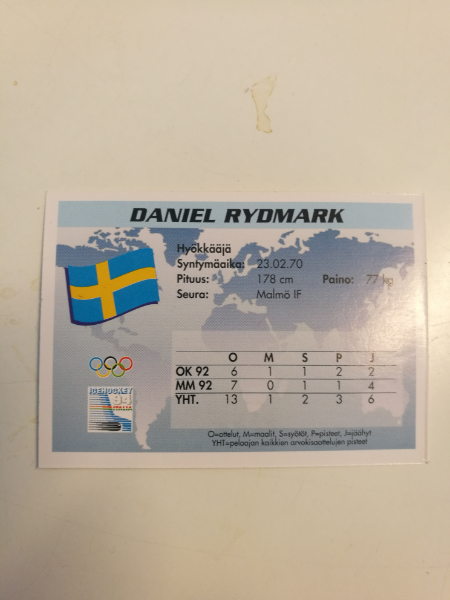 DANIEL RYDMARK
Hyökkääjä
Syntymäaika: 23.02.70
Pituus: 178 cm Paino: 77 kg
Seura: Malmö IF
O M S P J
OK 92 6 1 1 2 2
MM 92 7 0 1 1 4
YHT. 13 1 2 3 6
ICEHOCKEY
95
O=ottelut, M=maalit, S=syötöt, P=pisteet, J=jäähyt
YHT=pelaajan kaikkien arvokisaottelujen pisteet